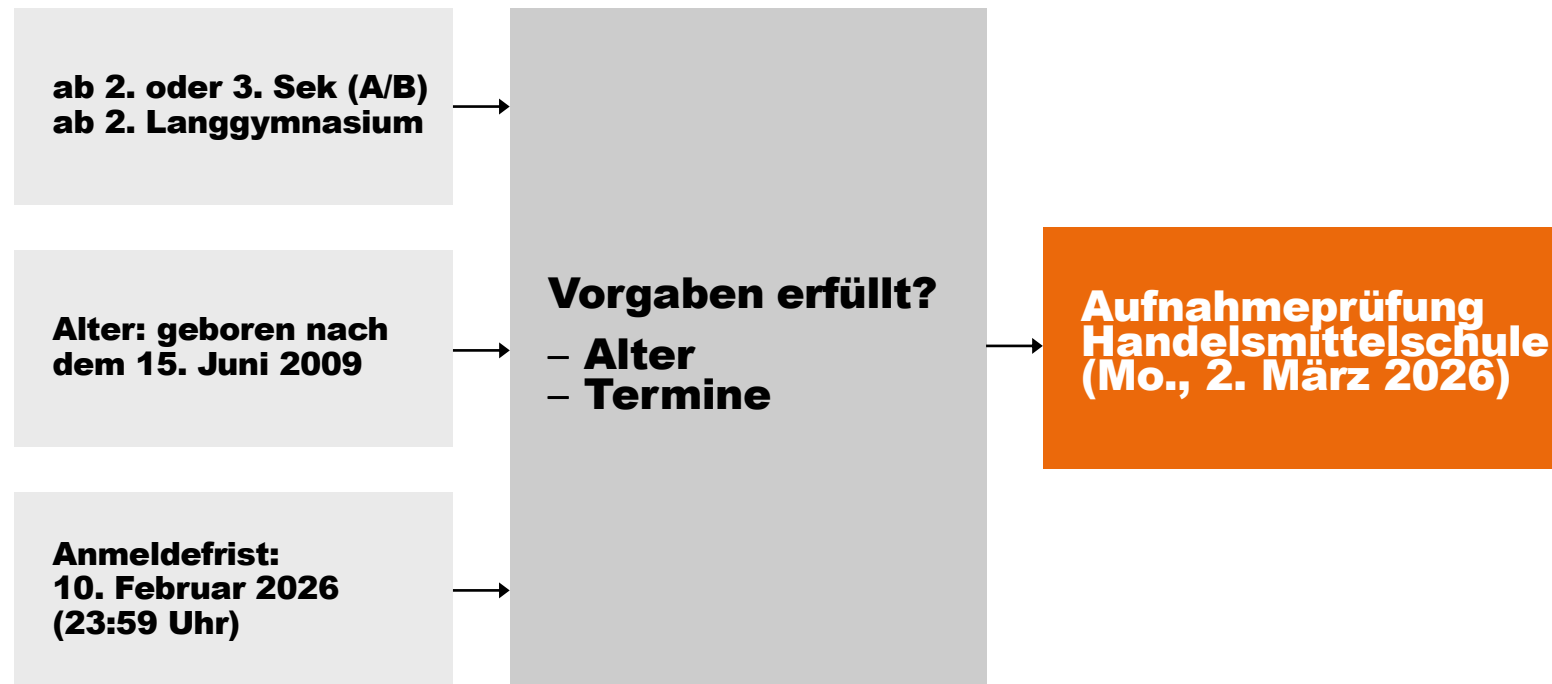 ab 2. oder 3. Sek (A/B)
ab 2. Langgymnasium
Alter: geboren nach
dem 15. Juni 2009
Anmeldefrist:
10. Februar 2026
(23:59 Uhr)
Vorgaben erfüllt?
– Alter
– Termine
Aufnahmeprüfung
Handelsmittelschule
(Mo., 2. März 2026)